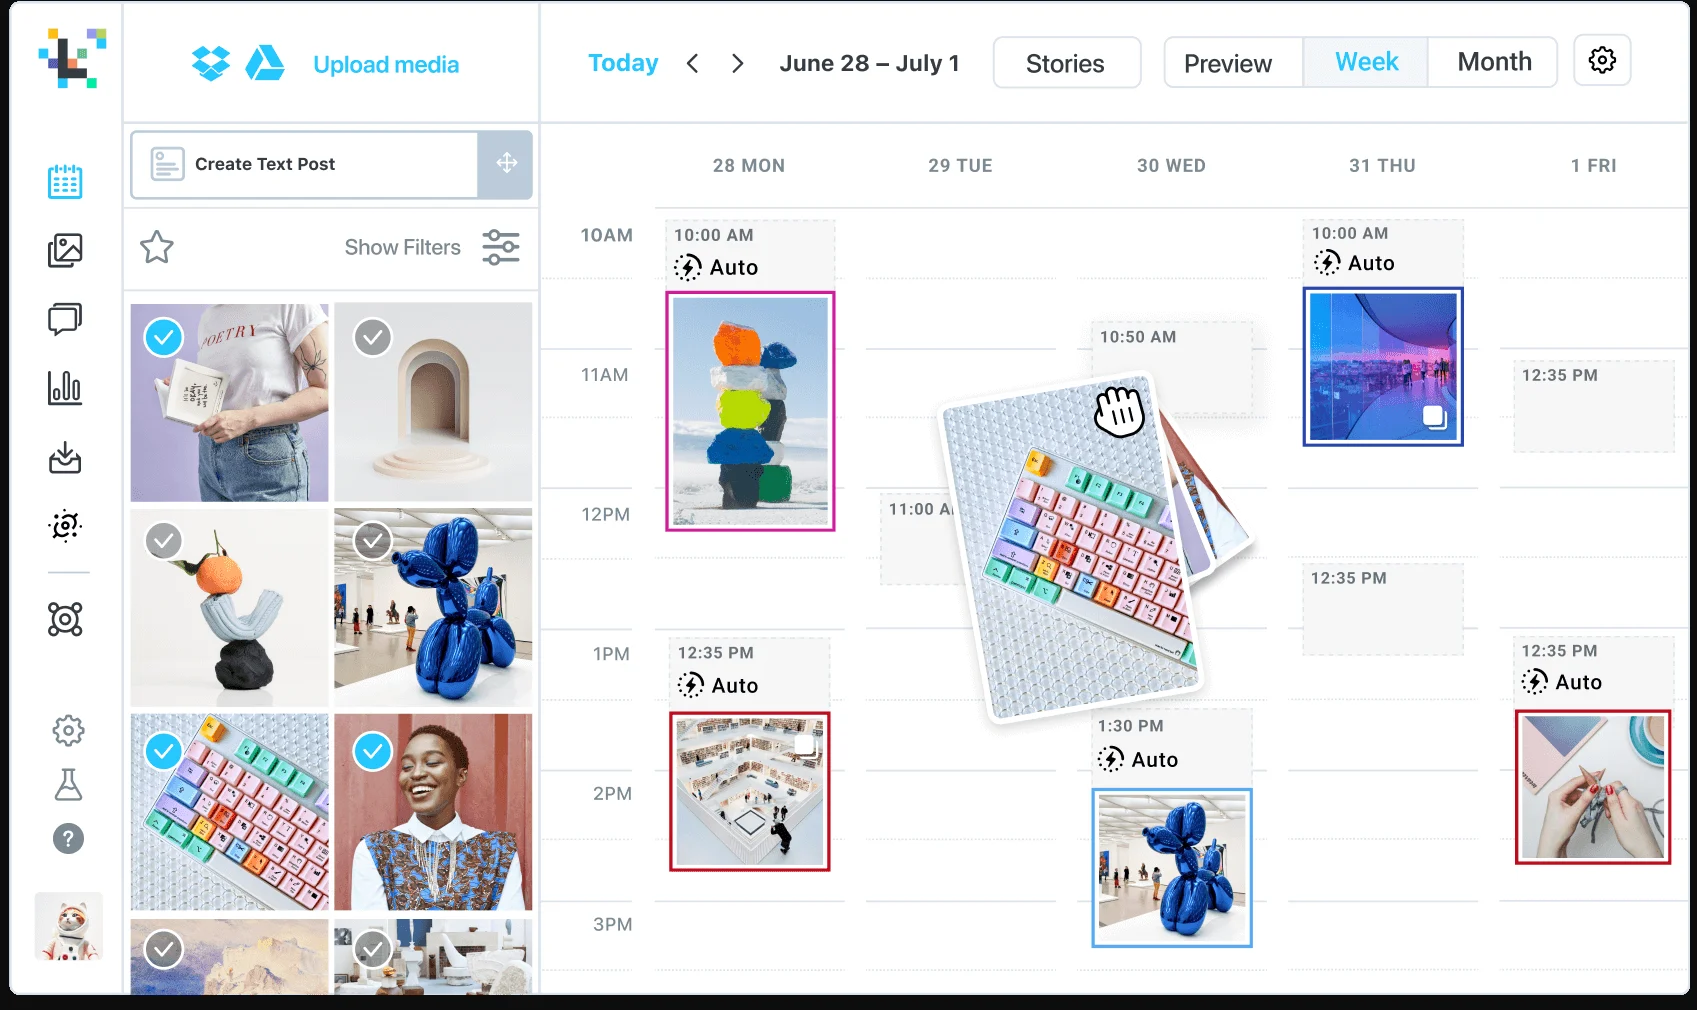 Upload media
Today
June 28 – July 1
Stories
Preview
Week
Month
Create Text Post
Show Filters
28 MON
29 TUE
30 WED
31 THU
1 FRI
10AM
11AM
12PM
1PM
2PM
3PM
10:00 AM
Auto
12:35 PM
Auto
11:00 A
10:50 AM
1:30 PM
Auto
10:00 AM
Auto
12:35 PM
12:35 PM
12:35 PM
Auto
POETRY
?